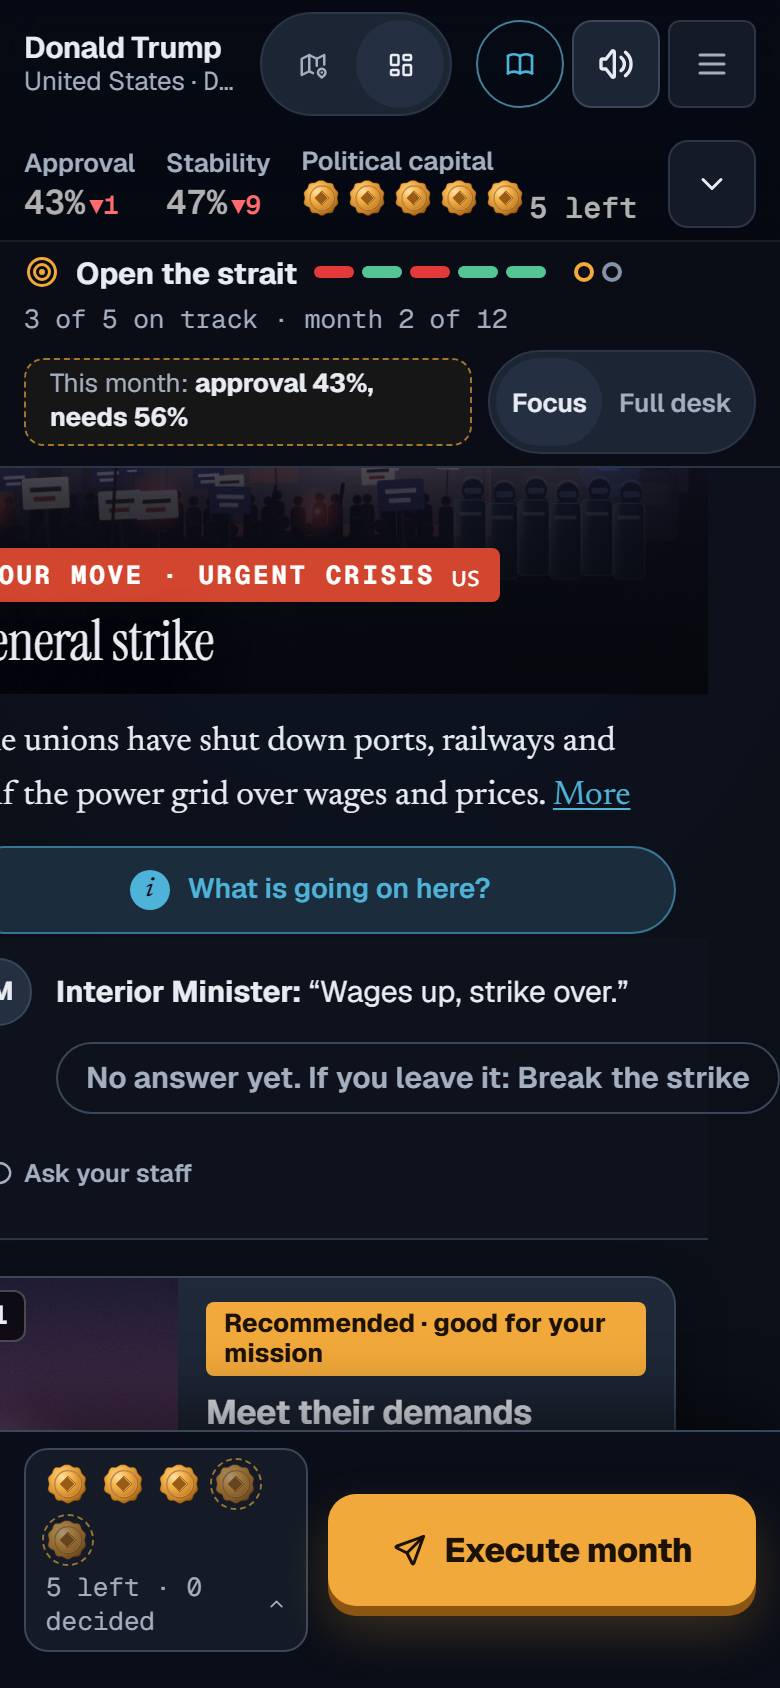 Donald Trump
United States · D…
Approval
43%▼1
Stability
47%▼9
Political capital
5 left
Open the strait
3 of 5 on track · month 2 of 12
This month: approval 43%,
needs 56%
Focus
Full desk
OUR MOVE · URGENT CRISIS US
eneral strike
e unions have shut down ports, railways and
f the power grid over wages and prices. More
i What is going on here?
M
Interior Minister: “Wages up, strike over.”
No answer yet. If you leave it: Break the strike
Ask your staff
1
Recommended · good for your
mission
Meet their demands
5 left · 0
decided
Execute month